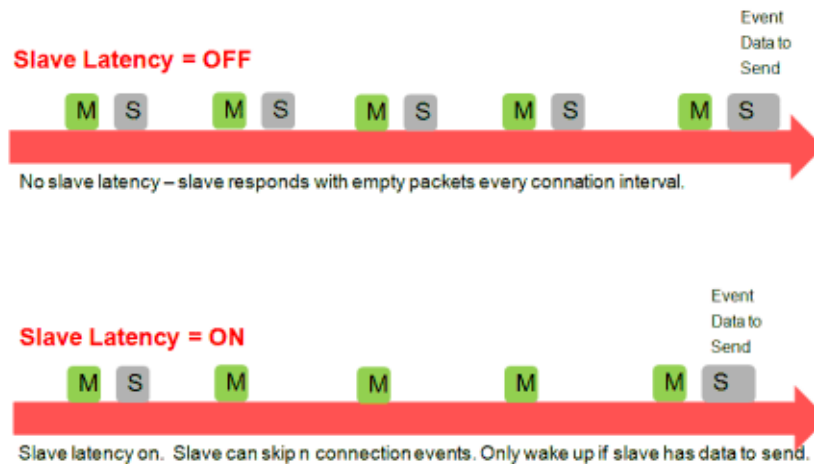 Event
Data to
Send
Slave Latency = OFF
M S M S M S M S M S
No slave latency – slave responds with empty packets every connation interval.
Event
Data to
Send
Slave Latency = ON
M S M M M M S
Slave latency on. Slave can skip n connection events. Only wake up if slave has data to send.